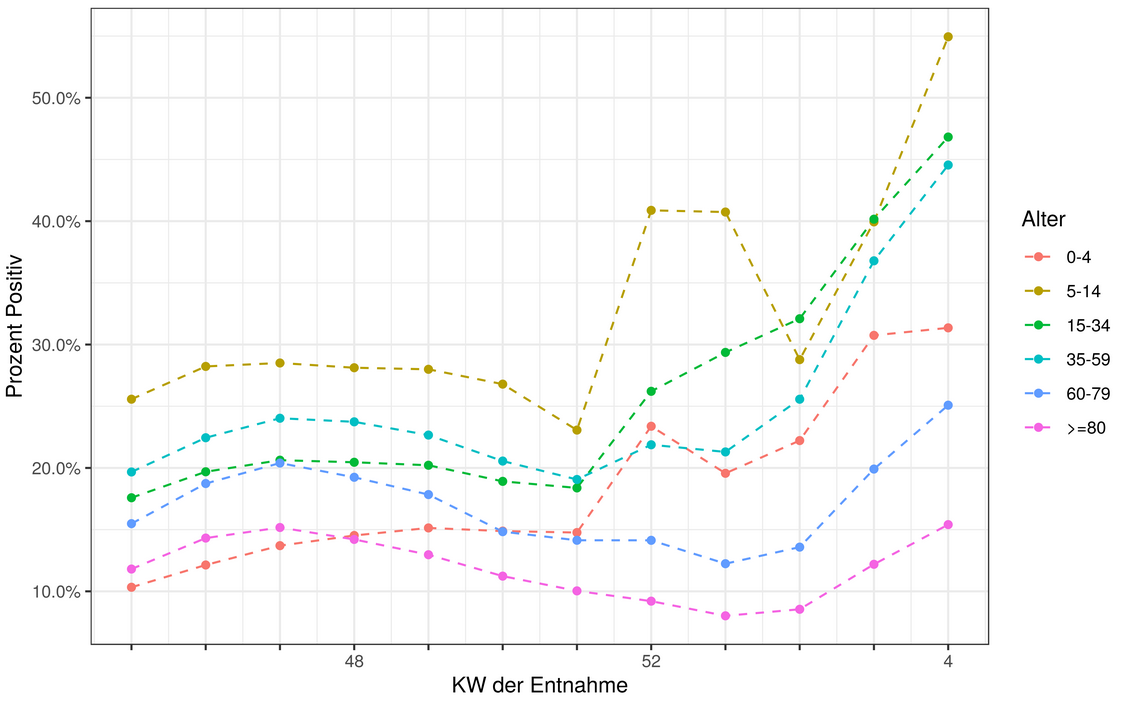 50.0%
40.0%
30.0%
20.0%
10.0%
Prozent Positiv
48 52 4
KW der Entnahme
Alter
0-4
5-14
15-34
35-59
60-79
>=80